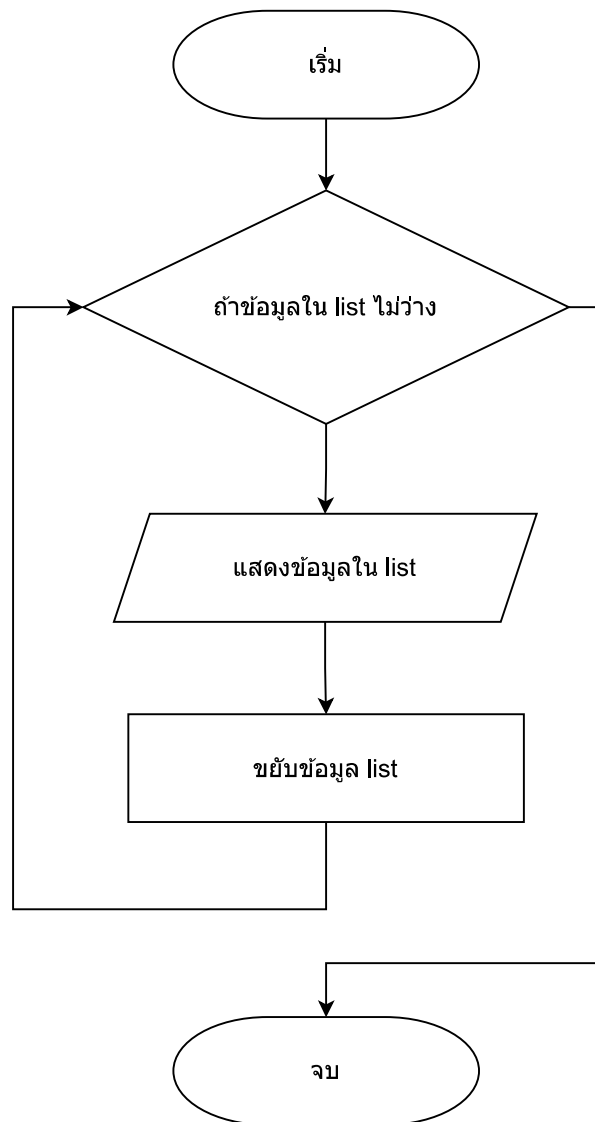 เริ่ม
ถ้าข้อมูลใน list ไม่ว่าง
แสดงข้อมูลใน list
ขยับข้อมูล list
จบ